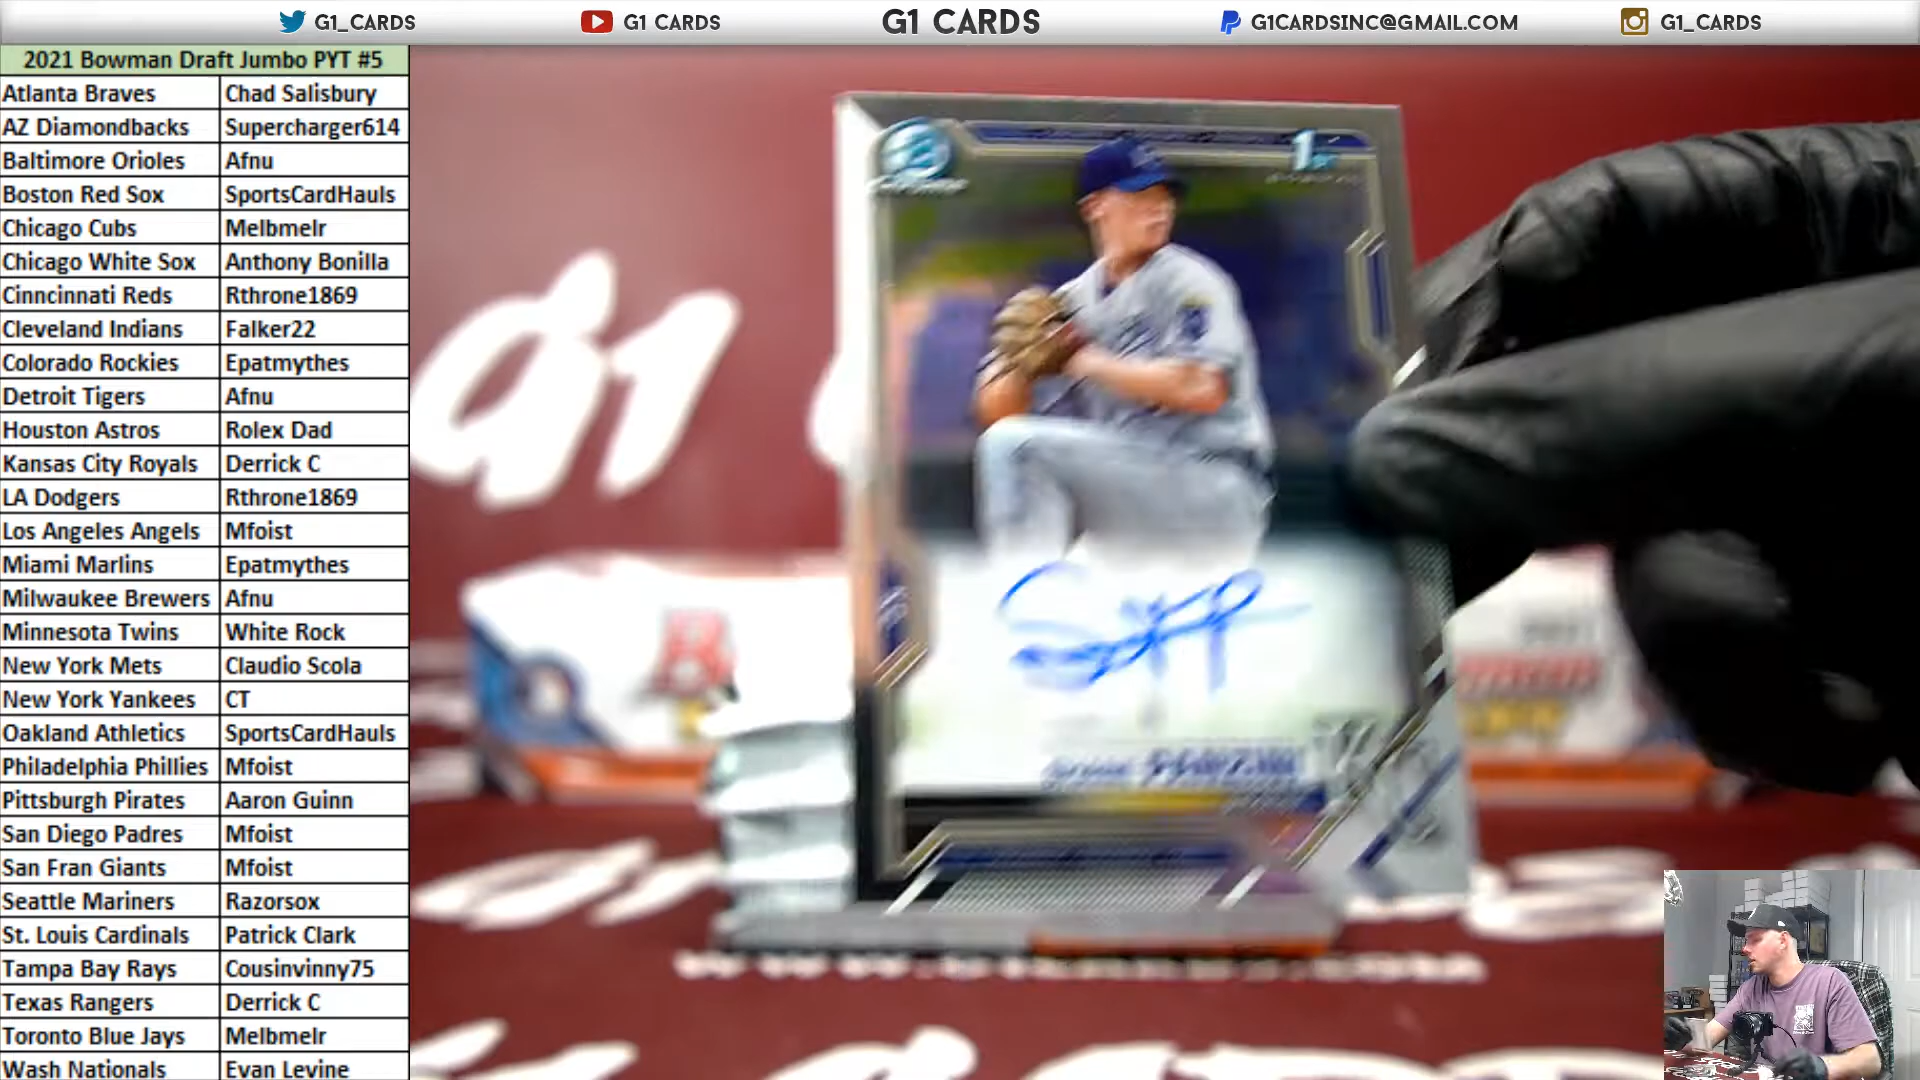 G1_CARDS
G1 CARDS
G1 CARDS
G1CARDSINC@GMAIL.COM
G1_CARDS
2021 Bowman Draft Jumbo PYT #5
Atlanta Braves Chad Salisbury
AZ Diamondbacks Supercharger614
Baltimore Orioles Afnu
Boston Red Sox SportsCardHauls
Chicago Cubs Melbmelr
Chicago White Sox Anthony Bonilla
Cinncinnati Reds Rthrone1869
Cleveland Indians Falker22
Colorado Rockies Epatmythes
Detroit Tigers Afnu
Houston Astros Rolex Dad
Kansas City Royals Derrick C
LA Dodgers Rthrone1869
Los Angeles Angels Mfoist
Miami Marlins Epatmythes
Milwaukee Brewers Afnu
Minnesota Twins White Rock
New York Mets Claudio Scola
New York Yankees CT
Oakland Athletics SportsCardHauls
Philadelphia Phillies Mfoist
Pittsburgh Pirates Aaron Guinn
San Diego Padres Mfoist
San Fran Giants Mfoist
Seattle Mariners Razorsox
St. Louis Cardinals Patrick Clark
Tampa Bay Rays Cousinvinny75
Texas Rangers Derrick C
Toronto Blue Jays Melbmelr
Wash Nationals Evan Levine
G1
1st